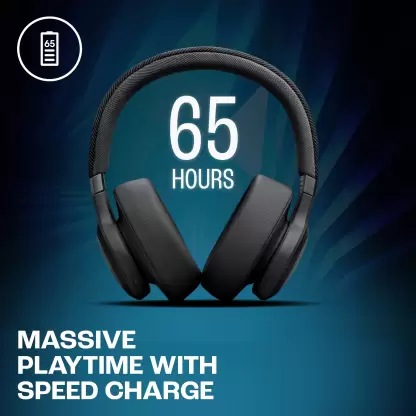 65
65
HOURS
MASSIVE
PLAYTIME WITH
SPEED CHARGE